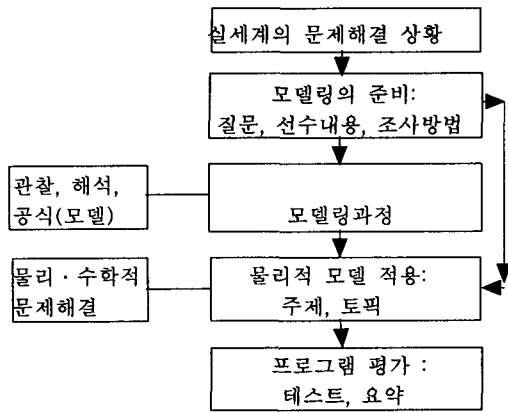 실세계의 문제해결 상황
모델링의 준비:
질문, 선수내용, 조사방법
관찰, 해석,
공식(모델)
모델링과정
물리·수학적
문제해결
물리적 모델 적용:
주제, 토픽
프로그램 평가 :
테스트, 요약